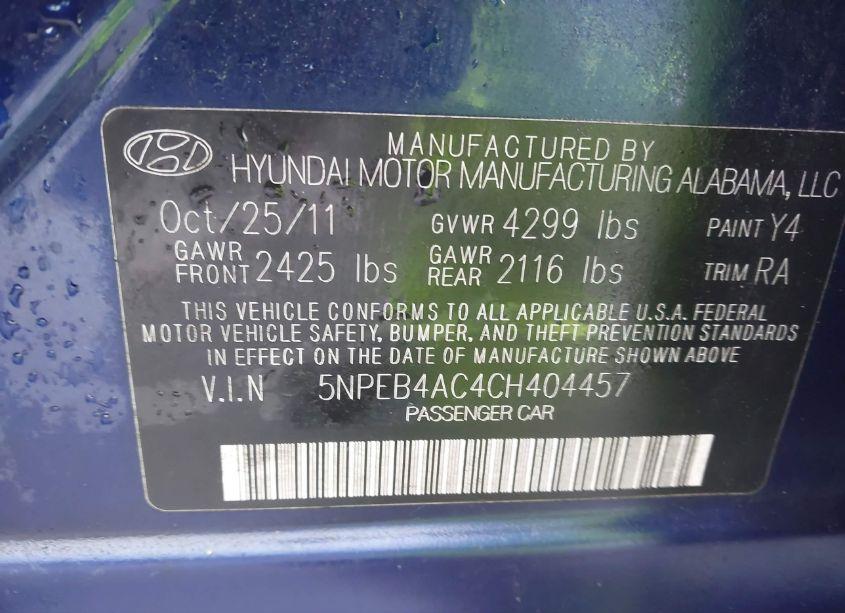 MANUFACTURED BY
HYUNDAI MOTOR MANUFACTURING ALABAMA, LLC
Oct/25/11 GVWR 4299 lbs PAINT Y4
GAWR FRONT 2425 lbs GAWR REAR 2116 lbs TRIM RA
THIS VEHICLE CONFORMS TO ALL APPLICABLE U.S.A. FEDERAL
MOTOR VEHICLE SAFETY, BUMPER, AND THEFT PREVENTION STANDARDS
IN EFFECT ON THE DATE OF MANUFACTURE SHOWN ABOVE
V.I.N 5NPEB4AC4CH404457
PASSENGER CAR